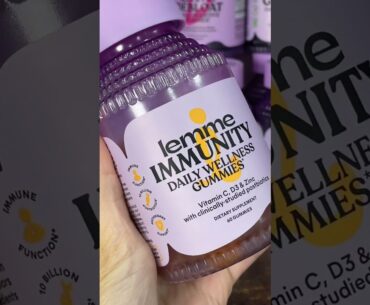 lemme
IMMUNITY
DAILY WELLNESS
GUMMIES
Vitamin C, D3 & Zinc
with clinically-studied postbiotics
DIETARY SUPPLEMENT
60 GUMMIES
IMMUNE
FUNCTION
10 BILLION